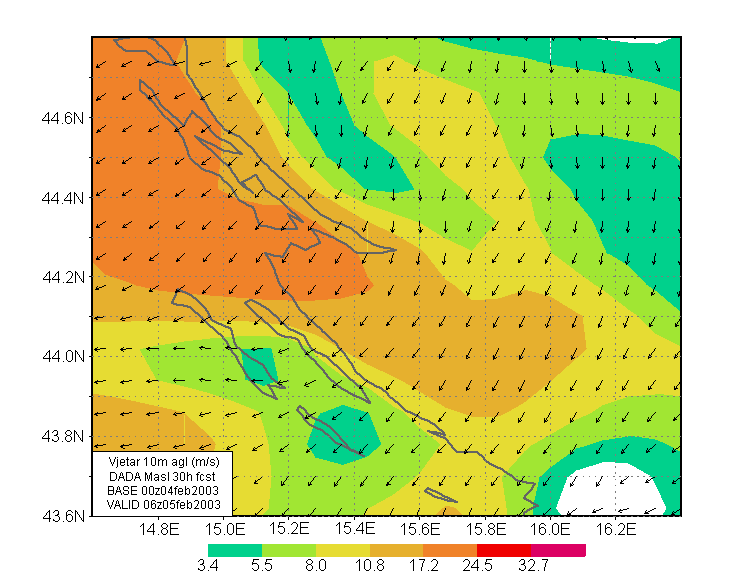 44.6N
44.4N
44.2N
44.0N
43.8N
43.6N
Vjetar 10m agl (m/s)
DADA Masl 30h fcst
BASE 00z04feb2003
VALID 06z05feb2003
14.8E 15.0E 15.2E 15.4E 15.6E 15.8E 16.0E 16.2E
3.4 5.5 8.0 10.8 17.2 24.5 32.7